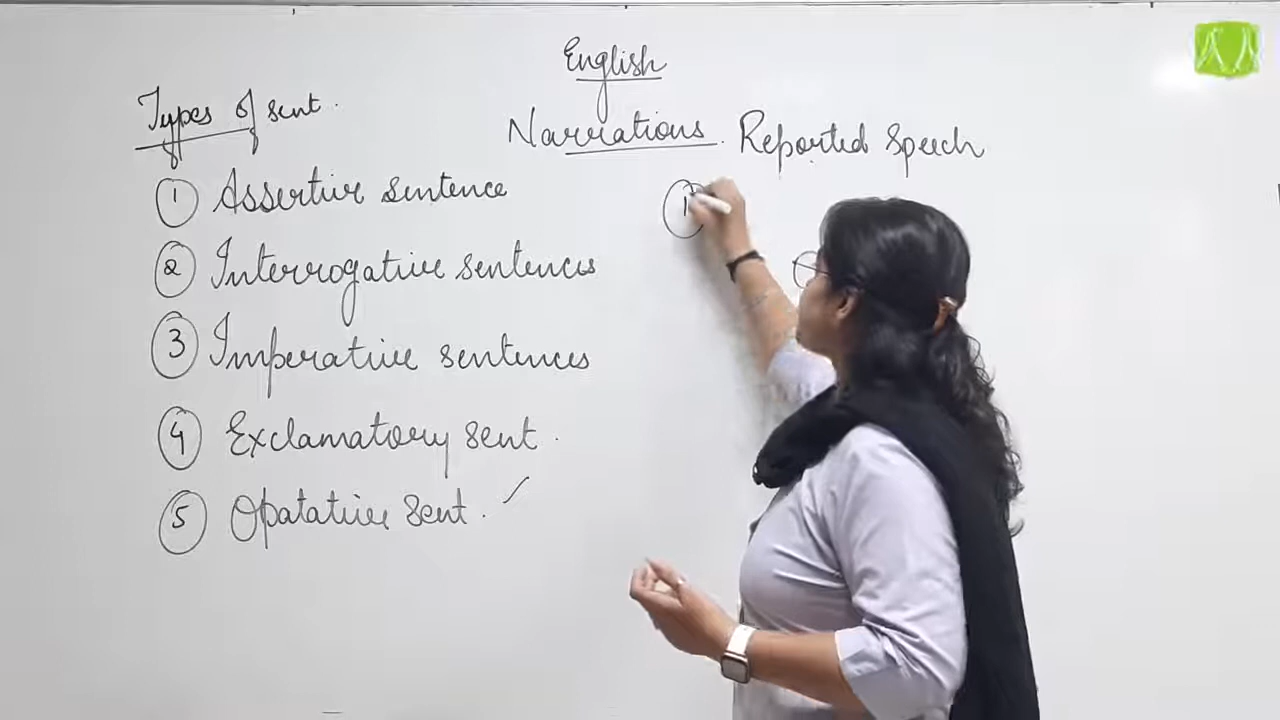 English
Narrations. Reported Speech
Types of sent.
① Assertive sentence
② Interrogative sentences
③ Imperative sentences
④ Exclamatory sent.
⑤ Opatative sent. ✓
①